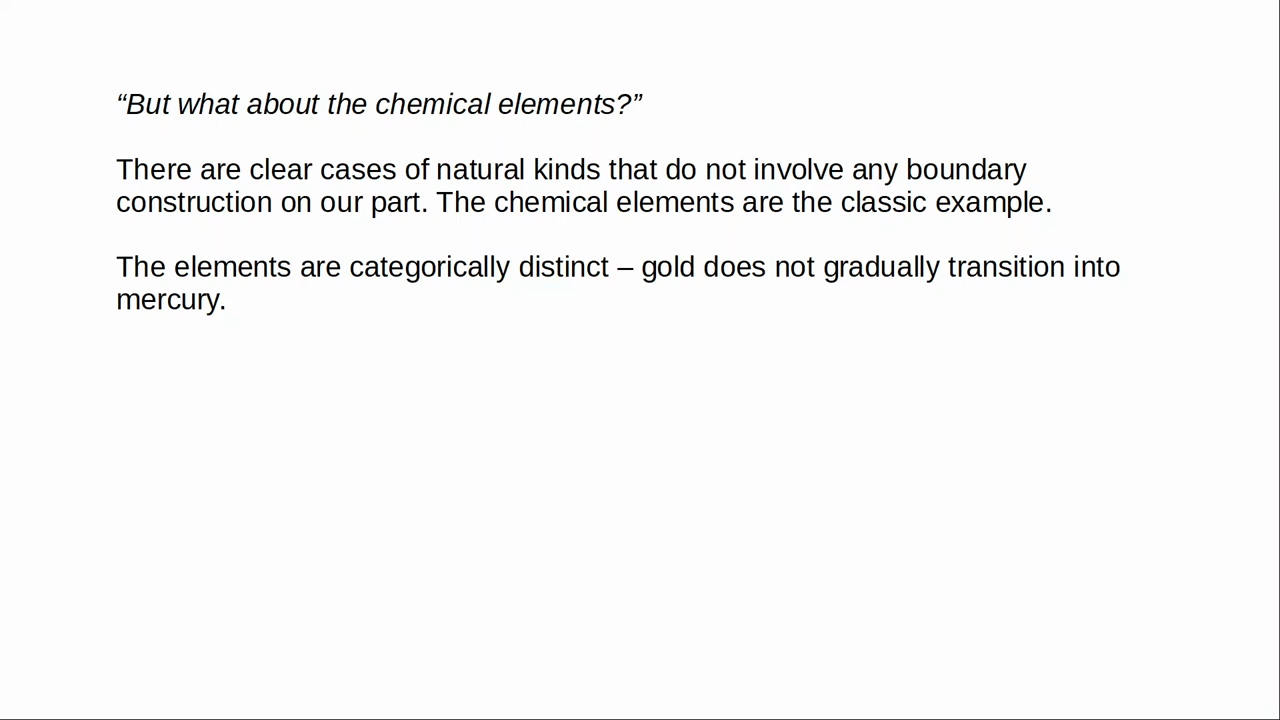 “But what about the chemical elements?”
There are clear cases of natural kinds that do not involve any boundary
construction on our part. The chemical elements are the classic example.
The elements are categorically distinct – gold does not gradually transition into
mercury.